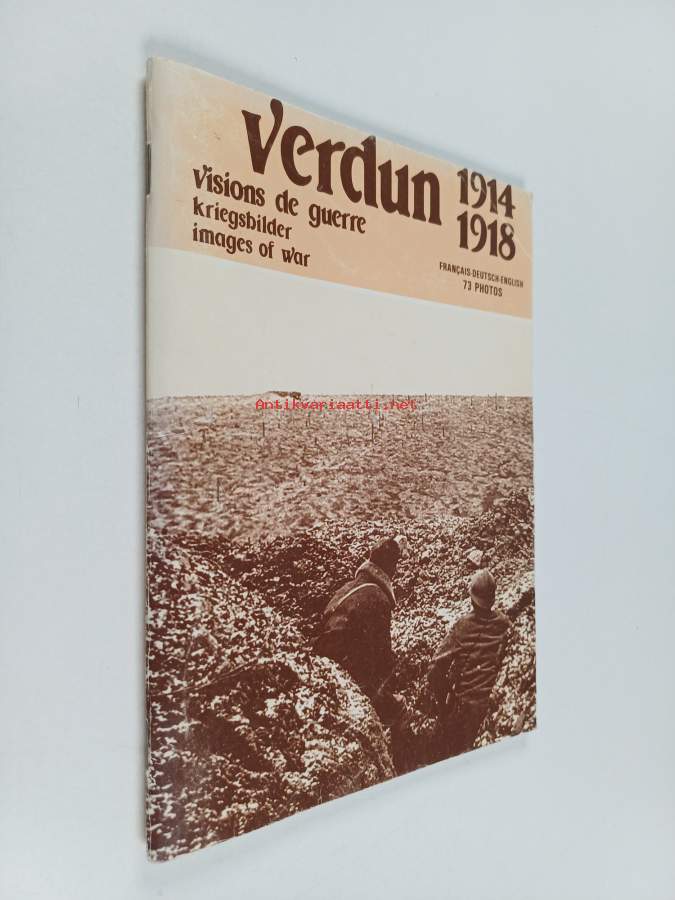 verdun
1914
1918
visions de guerre
kriegsbilder
images of war
FRANÇAIS-DEUTSCH-ENGLISH
73 PHOTOS
Antikvariaatti.net